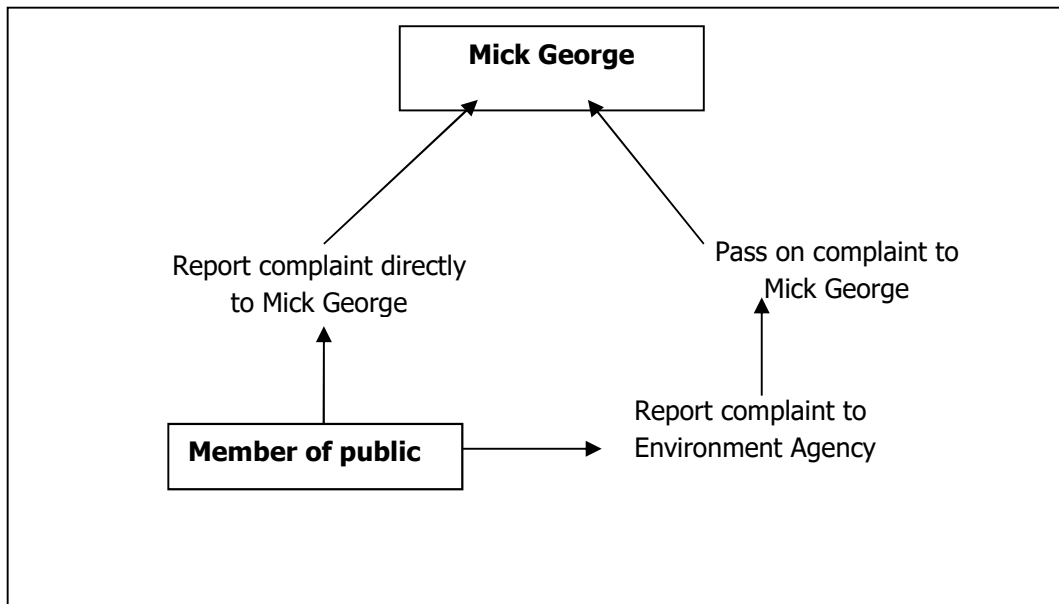 Mick George
Report complaint directly
to Mick George
Pass on complaint to
Mick George
Member of public
Report complaint to
Environment Agency